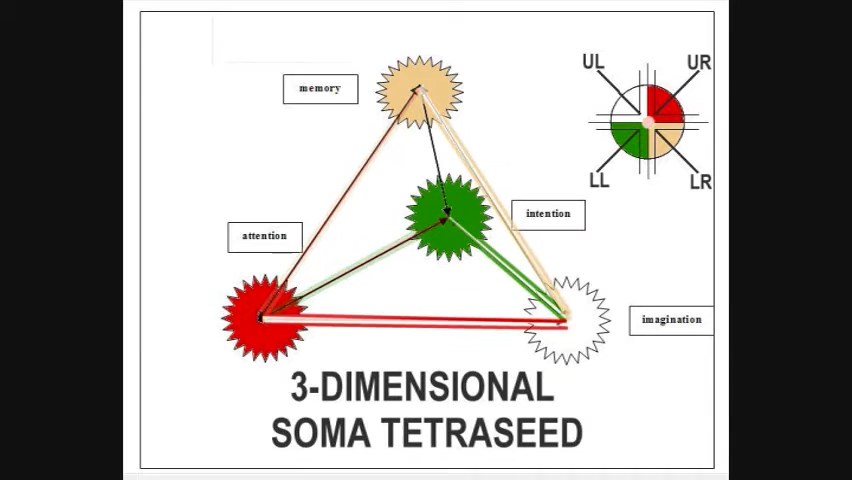 UL
UR
memory
LL
LR
intention
attention
imagination
3-DIMENSIONAL
SOMA TETRASEED